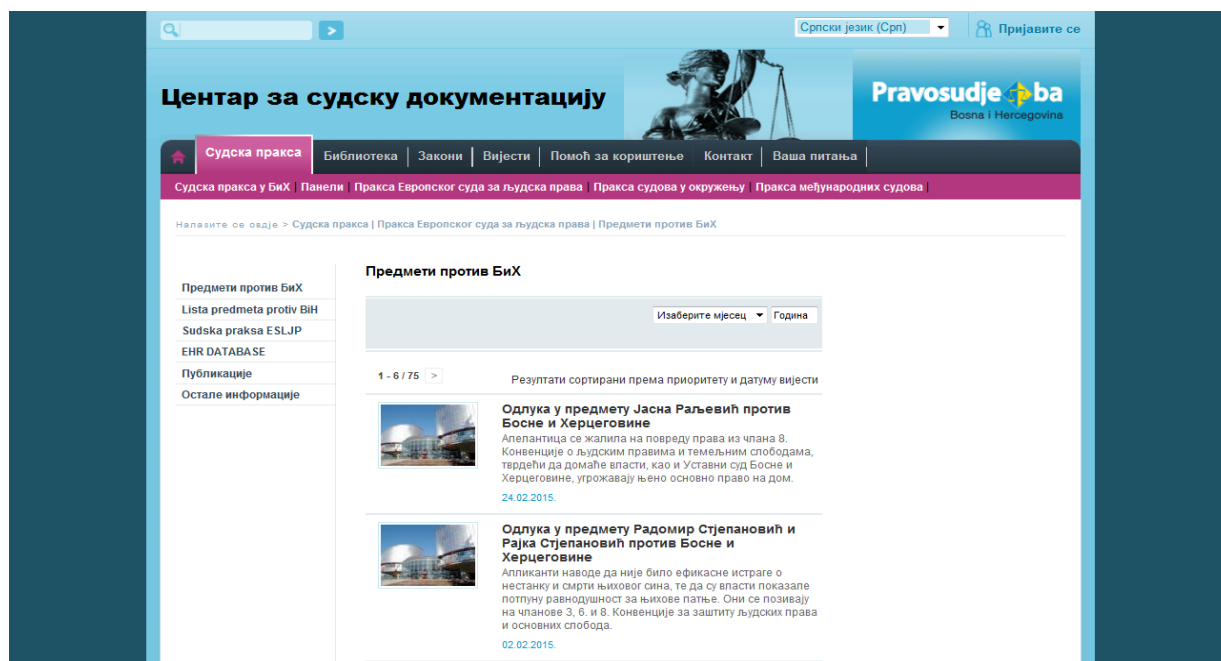 Српски језик (Срп)
Пријавите се
Центар за судску документацију
Pravosudje ba
Bosna i Hercegovina
Судска пракса Библиотека | Закони | Вијести | Помоћ за кориштење Контакт | Ваша питања |
Судска пракса у БиХ | Панели | Пракса Европског суда за људска права | Пракса судова у окружењу | Пракса међународних судова |
Налазите се овдје > Судска пракса | Пракса Европског суда за људска права | Предмети против БиХ
Предмети против БиХ
Lista predmeta protiv BiH
Sudska praksa ESLJP
EHR DATABASE
Публикације
Остале информације
Предмети против БиХ
Изаберите мјесец
Година
1 - 6 / 75 >
Резултати сортирани према приоритету и датуму вијести
Одлука у предмету Јасна Раљевић против
Босне и Херцеговине
Апелантица се жалила на повреду права из члана 8.
Конвенције о људским правима и темељним слободама,
тврдећи да домаће власти, као и Уставни суд Босне и
Херцеговине, угрожавају њено основно право на дом.
24.02.2015.
Одлука у предмету Радомир Стјепановић и
Рајка Стјепановић против Босне и
Херцеговине
Апликанти наводе да није било ефикасне истраге о
нестанку и смрти њиховог сина, те да су власти показале
потпуну равнодушност за њихове патње. Они се позивају
на чланове 3, 6. и 8. Конвенције за заштиту људских права
и основних слобода.
02.02.2015.